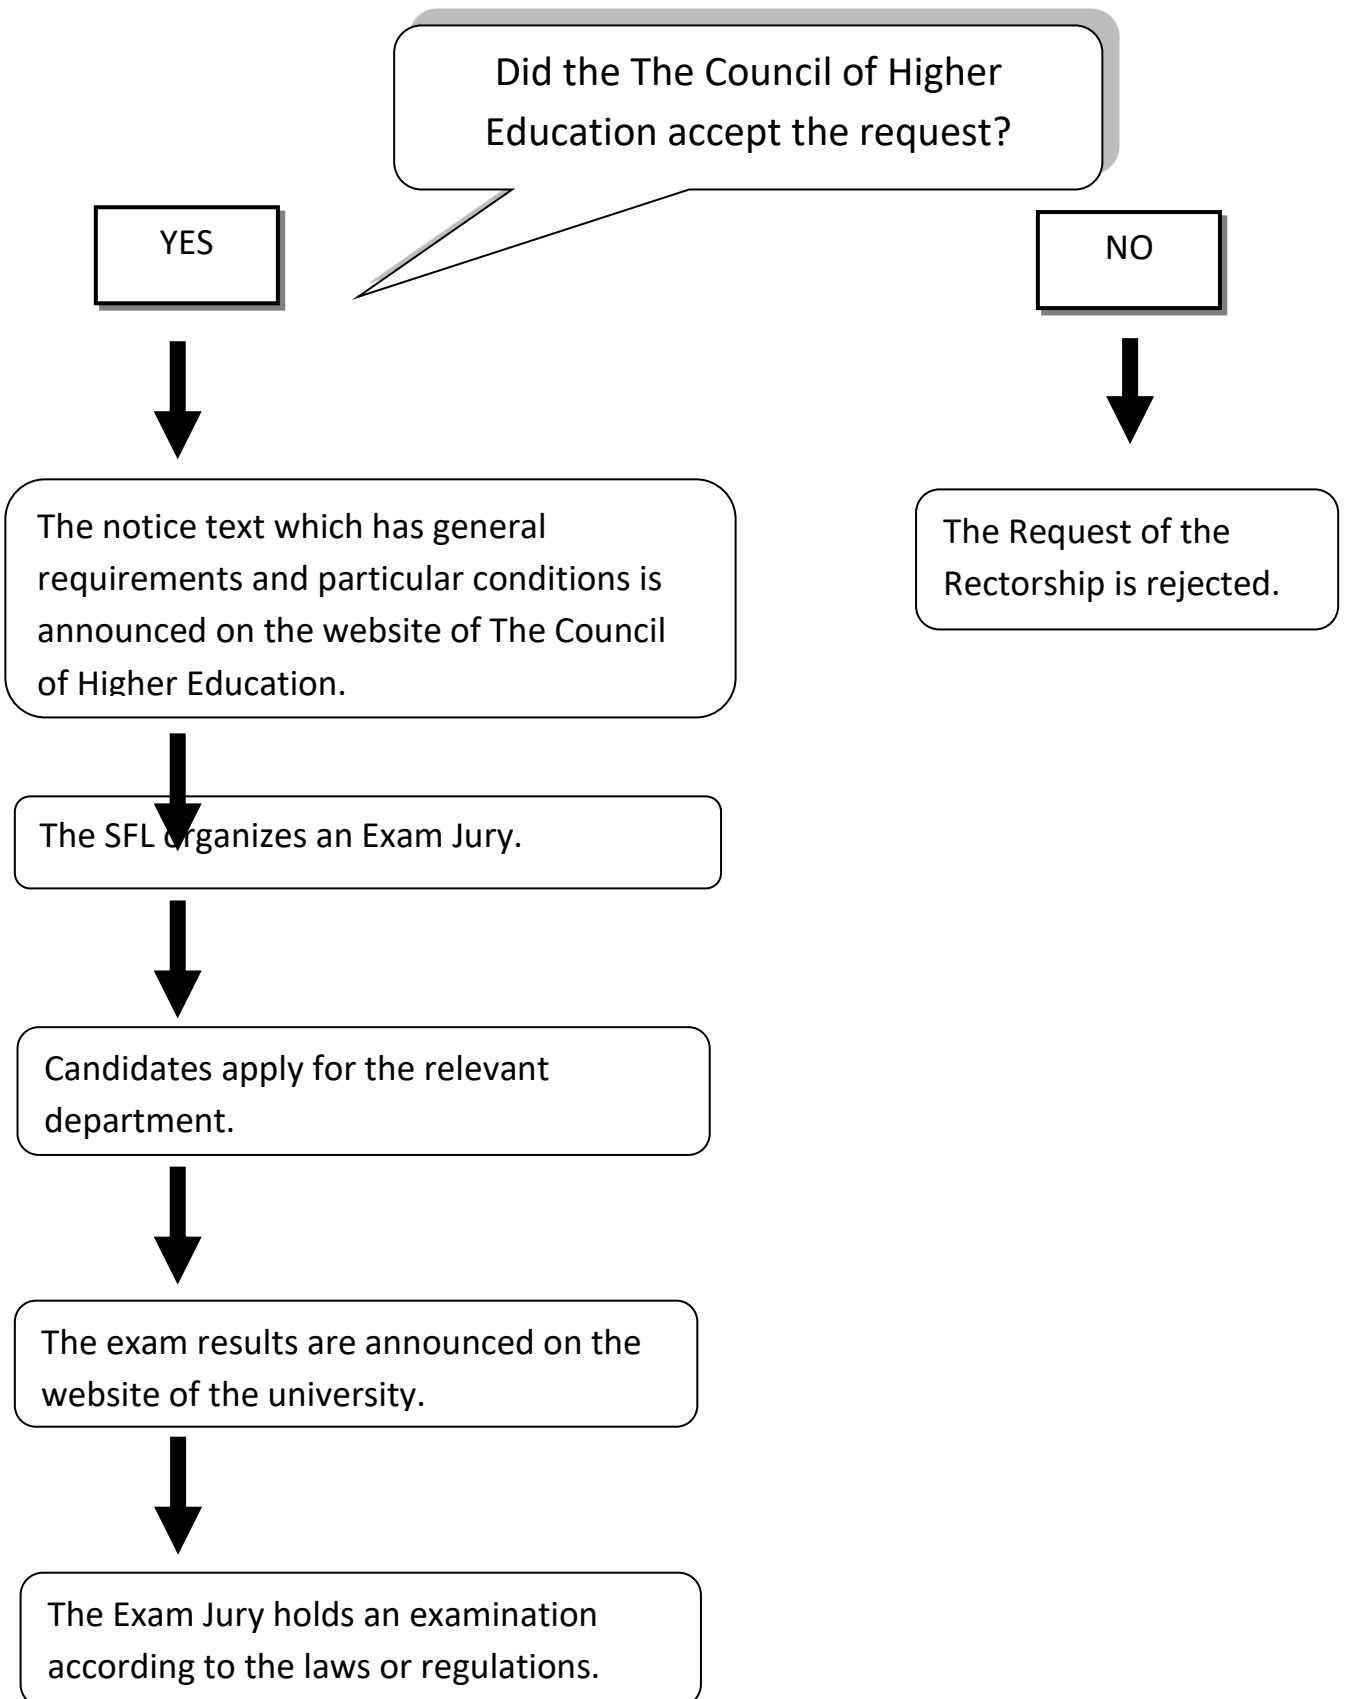 Did the The Council of Higher
Education accept the request?
YES
NO
The notice text which has general
requirements and particular conditions is
announced on the website of The Council
of Higher Education.
The Request of the
Rectorship is rejected.
The SFL organizes an Exam Jury.
Candidates apply for the relevant
department.
The exam results are announced on the
website of the university.
The Exam Jury holds an examination
according to the laws or regulations.